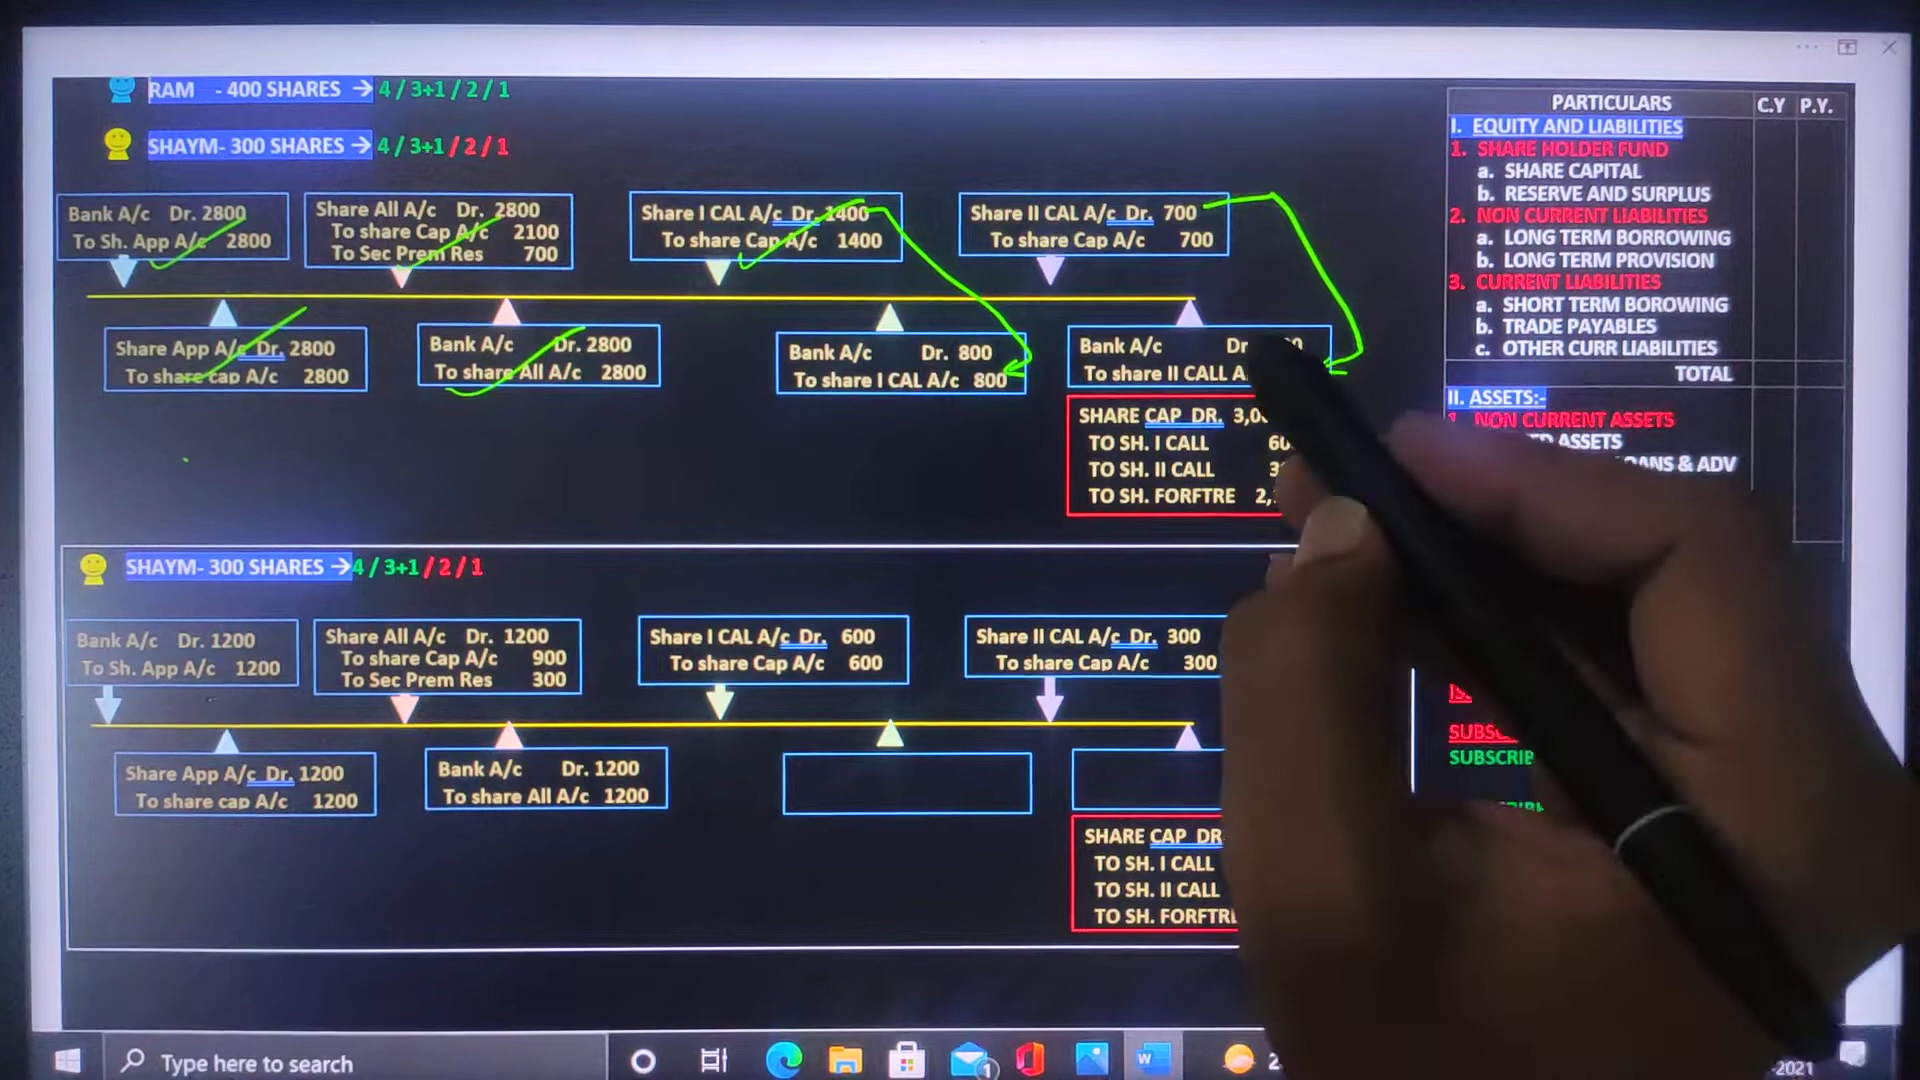 RAM - 400 SHARES → 4 / 3+1 / 2 / 1
SHAYM- 300 SHARES → 4 / 3+1 / 2 / 1
Bank A/c Dr. 2800
To Sh. App A/c 2800
Share All A/c Dr. 2800
To share Cap A/c 2100
To Sec Prem Res 700
Share I CAL A/c Dr. 1400
To share Cap A/c 1400
Share II CAL A/c Dr. 700
To share Cap A/c 700
Share App A/c Dr. 2800
To share cap A/c 2800
Bank A/c Dr. 2800
To share All A/c 2800
Bank A/c Dr. 800
To share I CAL A/c 800
Bank A/c
To share II CALL
SHARE CAP DR.
TO SH. I CALL
TO SH. II CALL
TO SH. FORFTRE
SHAYM- 300 SHARES → 4 / 3+1 / 2 / 1
Bank A/c Dr. 1200
To Sh. App A/c 1200
Share All A/c Dr. 1200
To share Cap A/c 900
To Sec Prem Res 300
Share I CAL A/c Dr. 600
To share Cap A/c 600
Share II CAL A/c Dr. 300
To share Cap A/c 300
Share App A/c Dr. 1200
To share cap A/c 1200
Bank A/c Dr. 1200
To share All A/c 1200
SHARE CAP DR
TO SH. I CALL
TO SH. II CALL
TO SH.
PARTICULARS C.Y P.Y.
I. EQUITY AND LIABILITIES
1. SHARE HOLDER FUND
a. SHARE CAPITAL
b. RESERVE AND SURPLUS
2. NON CURRENT LIABILITIES
a. LONG TERM BORROWING
b. LONG TERM PROVISION
3. CURRENT LIABILITIES
a. SHORT TERM BOROWING
b. TRADE PAYABLES
c. OTHER CURR LIABILITIES
TOTAL
II. ASSETS:-
NON CURRENT ASSETS
ASSETS
& ADV
Type here to search
1